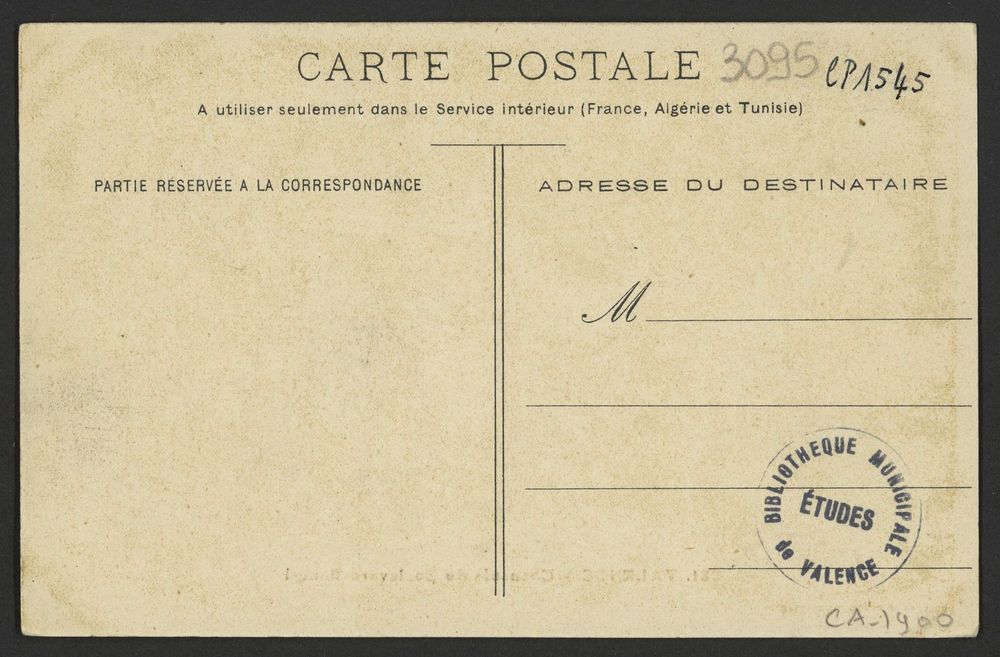 CARTE POSTALE 3095 CP1545
A utiliser seulement dans le Service intérieur (France, Algérie et Tunisie)
PARTIE RÉSERVÉE A LA CORRESPONDANCE
ADRESSE DU DESTINATAIRE
M
BIBLIOTHEQUE MUNICIPALE
ÉTUDES
de VALENCE
CA-1900